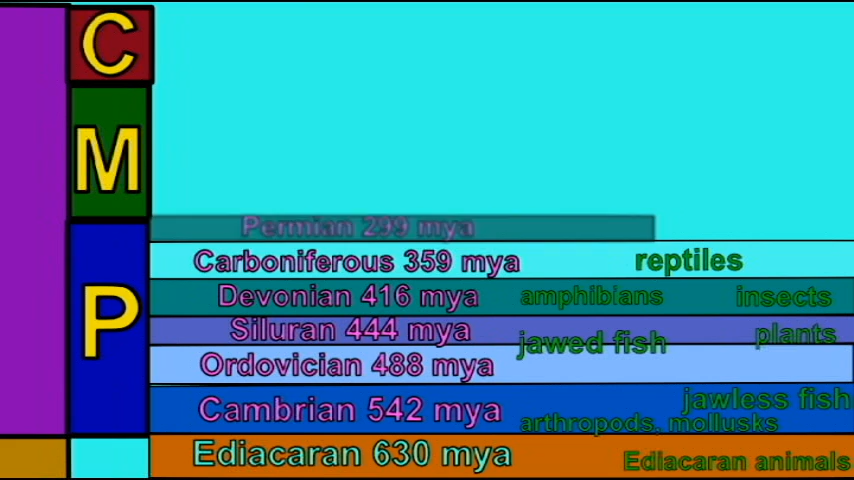 C
M
P
Permian 299 mya
Carboniferous 359 mya
reptiles
Devonian 416 mya
amphibians
insects
Siluran 444 mya
plants
jawed fish
Ordovician 488 mya
Cambrian 542 mya
jawless fish
arthropods, mollusks
Ediacaran 630 mya
Ediacaran animals